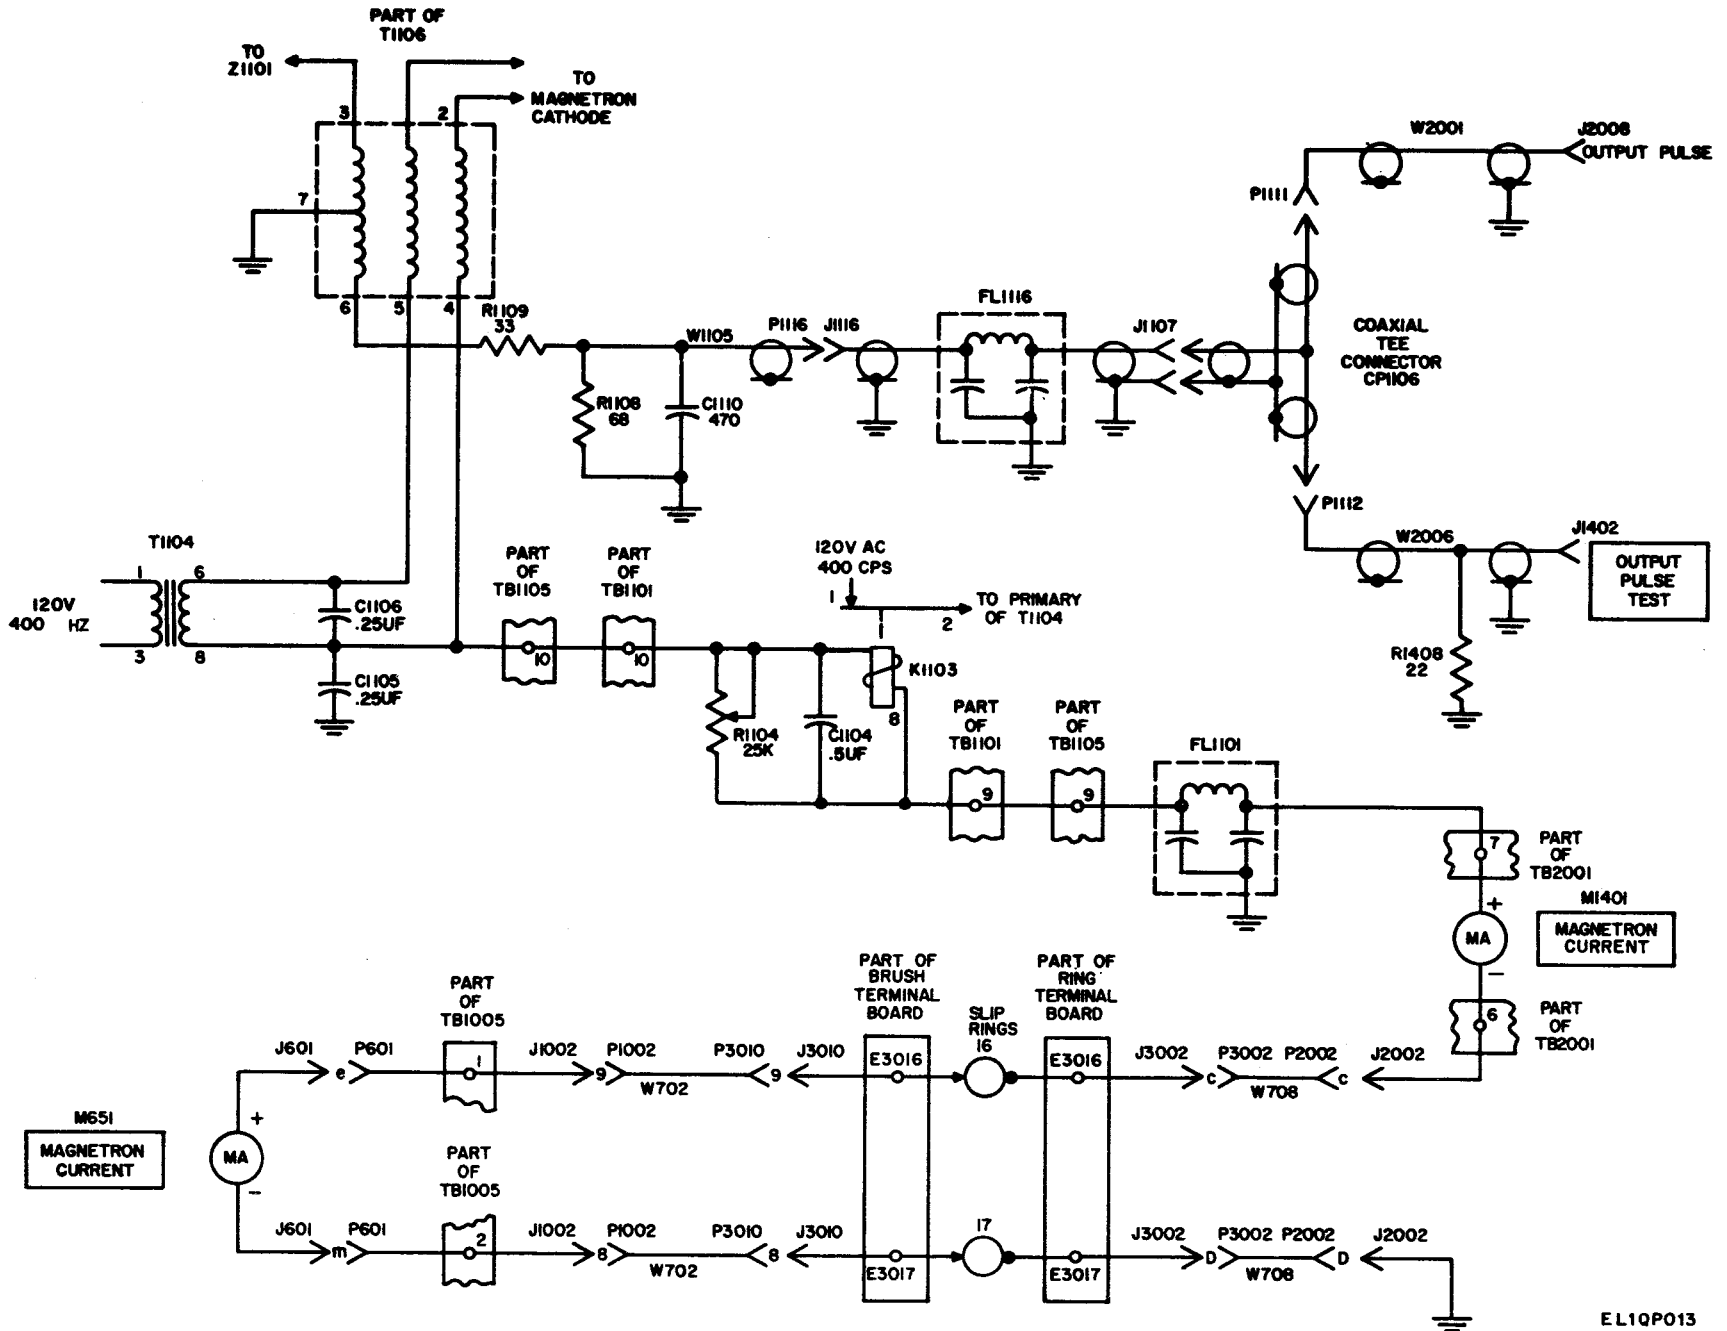 PART OF
T1106
TO
Z1101
TO
MAGNETRON
CATHODE
3
2
7
6
5
4
R1109
33
W1105
P1116
J1116
FL1116
J1107
R1108
68
C1110
470
P1111
W2001
J2008
OUTPUT PULSE
COAXIAL
TEE
CONNECTOR
CP1106
P1112
W2006
J1402
OUTPUT
PULSE
TEST
R1408
22
T1104
1
6
120V
400 HZ
3
8
C1106
.25UF
C1105
.25UF
PART
OF
TB1105
10
PART
OF
TB1101
10
120V AC
400 CPS
1
2
TO PRIMARY
OF T1104
K1103
8
R1104
25K
C1104
.5UF
PART
OF
TB1101
9
PART
OF
TB1105
9
FL1101
7
PART
OF
TB2001
+
MA
–
M1401
MAGNETRON
CURRENT
6
PART
OF
TB2001
PART
OF
TB1005
1
J601
e
P601
J1002
9
P1002
W702
P3010
9
J3010
PART OF
BRUSH
TERMINAL
BOARD
E3016
SLIP
RINGS
16
PART OF
RING
TERMINAL
BOARD
E3016
J3002
c
P3002
W708
P2002
c
J2002
M651
MAGNETRON
CURRENT
+
MA
–
PART
OF
TB1005
2
J601
m
P601
J1002
8
P1002
W702
P3010
8
J3010
E3017
17
E3017
J3002
D
P3002
W708
P2002
D
J2002
EL1QP013